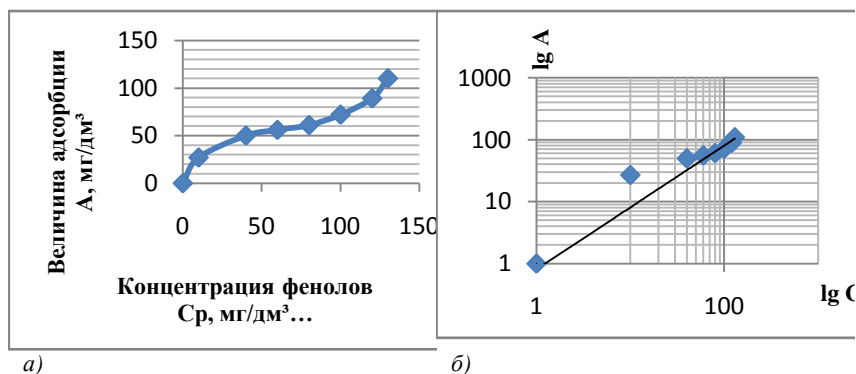 Величина адсорбции
А, мг/дм³
150
100
50
0
0
50
100
150
Концентрация фенолов
Ср, мг/дм³…
а)
lg A
1000
100
10
1
1
100
lg C
б)